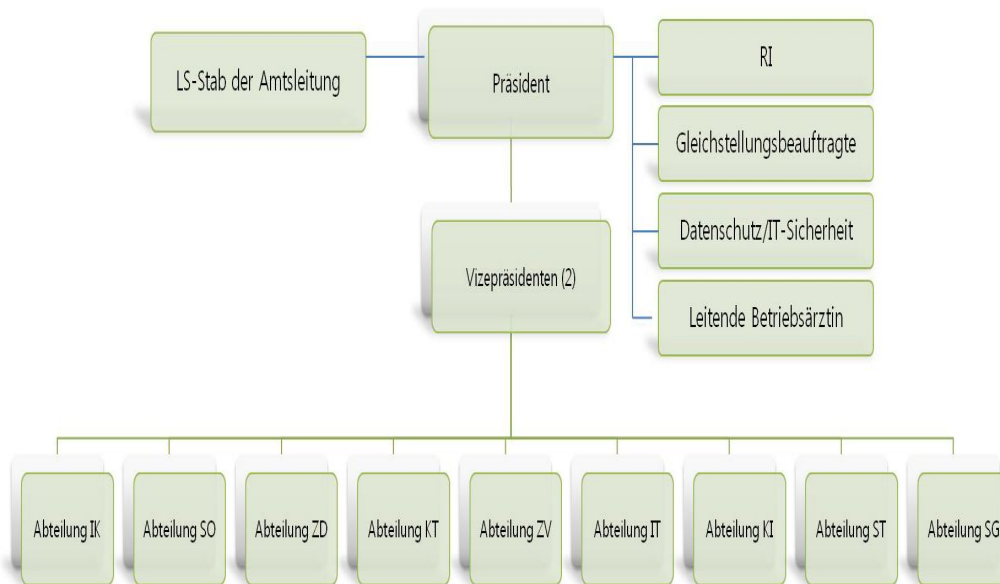 LS-Stab der Amtsleitung
Präsident
RI
Gleichstellungsbeauftragte
Datenschutz/IT-Sicherheit
Leitende Betriebsärztin
Vizepräsidenten (2)
Abteilung IK
Abteilung SO
Abteilung ZD
Abteilung KT
Abteilung ZV
Abteilung IT
Abteilung KI
Abteilung ST
Abteilung SG